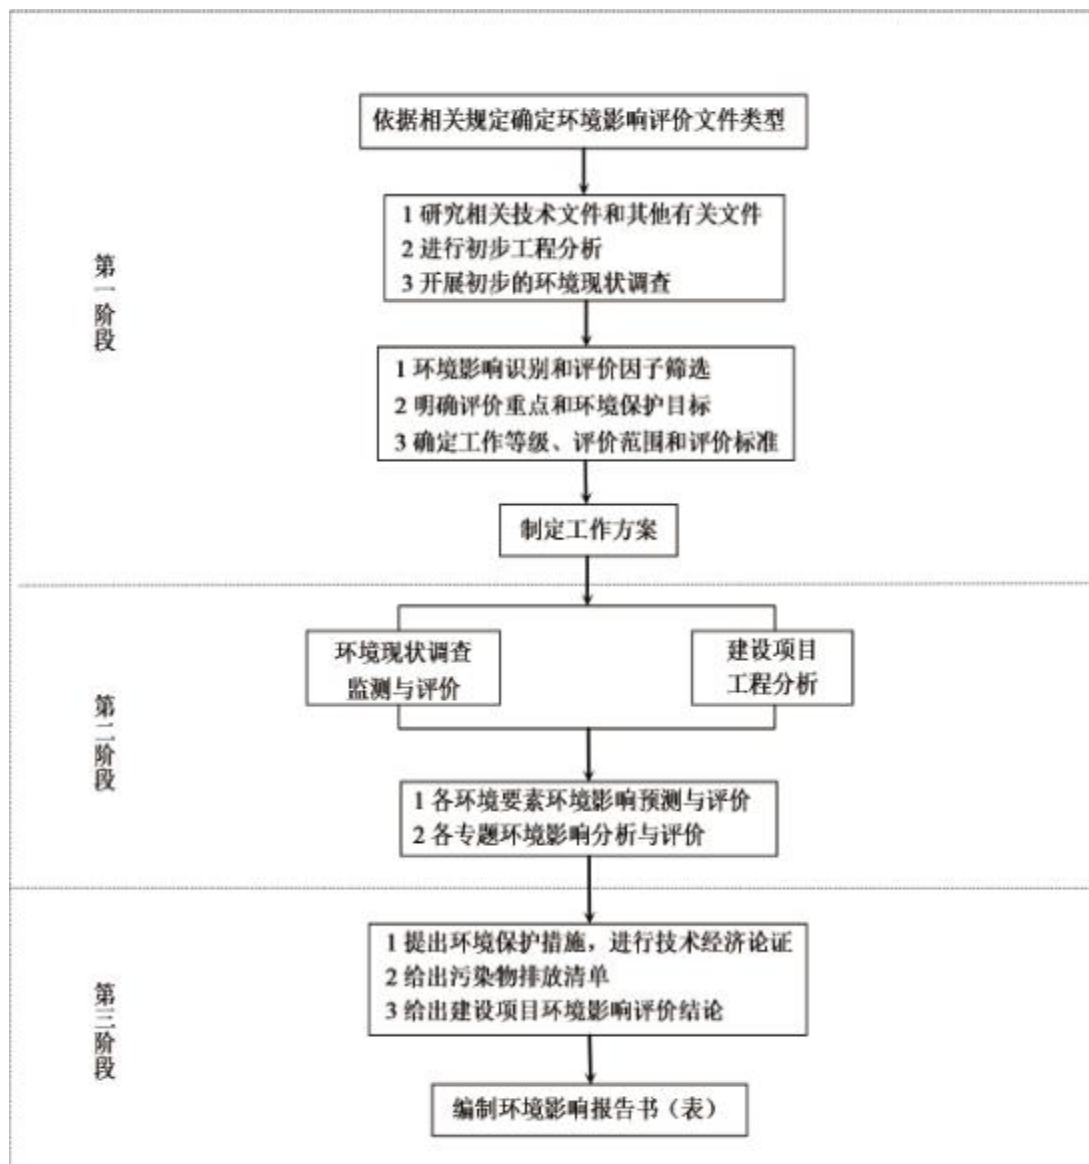 依据相关规定确定环境影响评价文件类型
1 研究相关技术文件和其他有关文件
2 进行初步工程分析
3 开展初步的环境现状调查
第一阶段
1 环境影响识别和评价因子筛选
2 明确评价重点和环境保护目标
3 确定工作等级、评价范围和评价标准
制定工作方案
环境现状调查
监测与评价
建设项目
工程分析
第二阶段
1 各环境要素环境影响预测与评价
2 各专题环境影响分析与评价
1 提出环境保护措施，进行技术经济论证
2 给出污染物排放清单
3 给出建设项目环境影响评价结论
第三阶段
编制环境影响报告书（表）